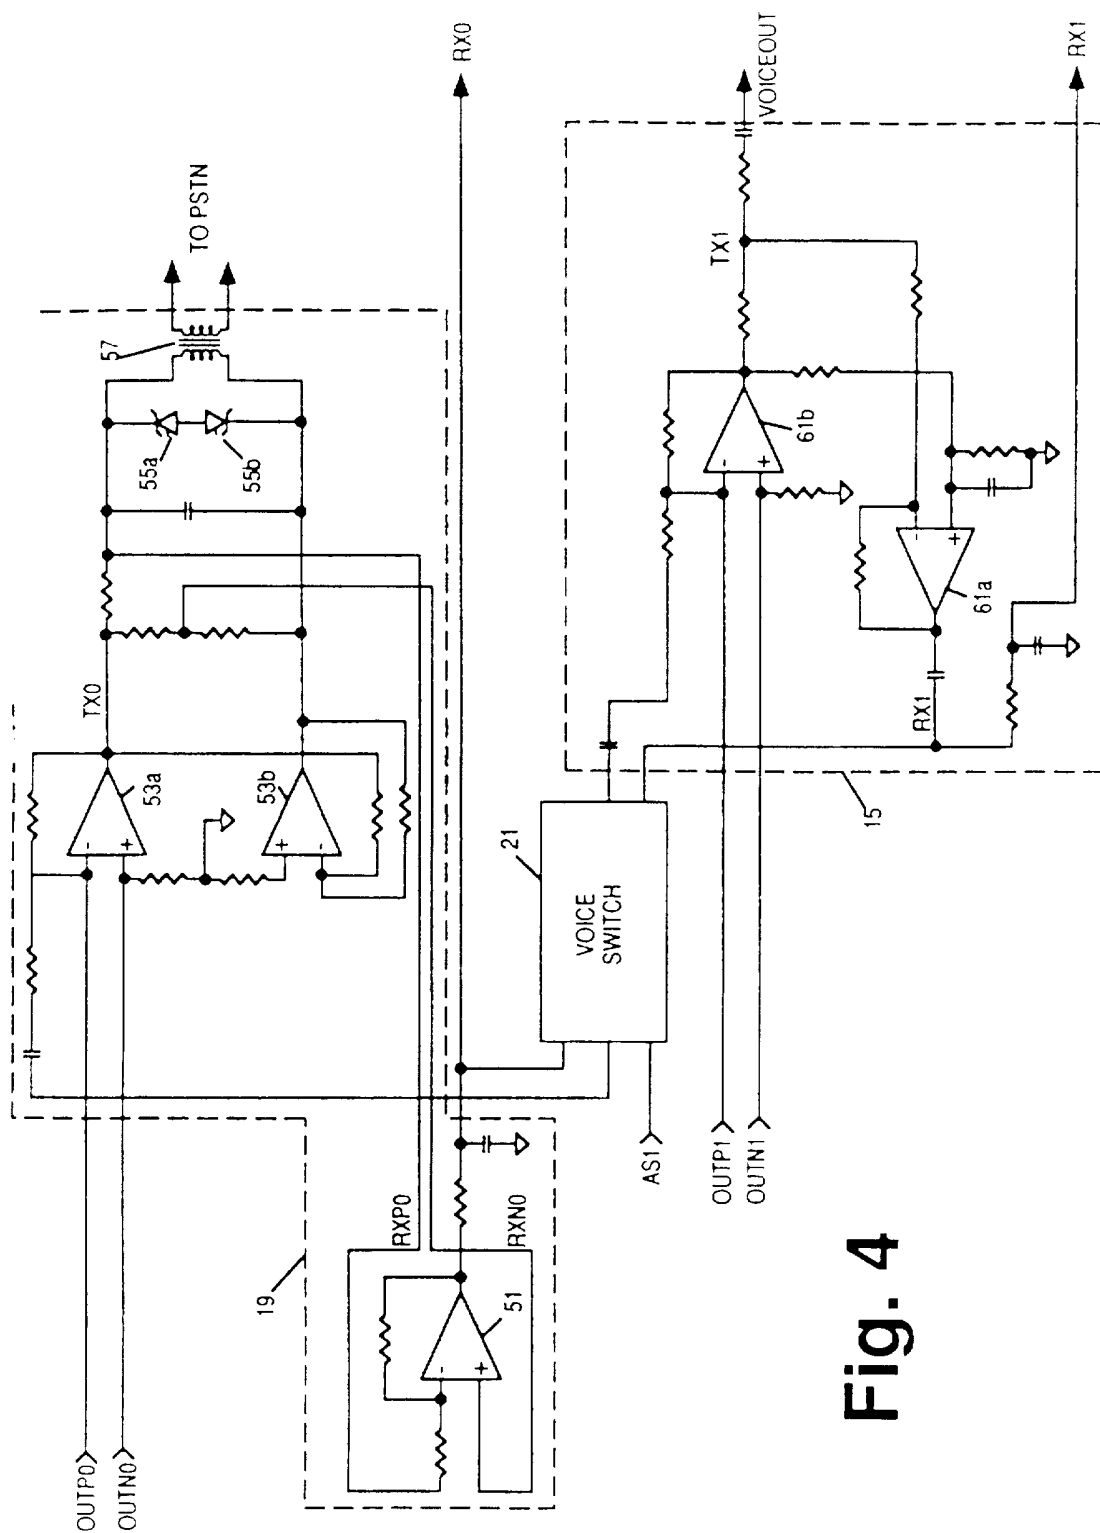 OUTP0
OUTN0
TX0
53a
53b
55a
55b
57
TO PSTN
19
RXP0
RXN0
51
RX0
21
VOICE
SWITCH
AS1
OUTP1
OUTN1
15
RX1
61a
61b
TX1
VOICEOUT
RX1
-
+
+
-
-
+
-
+
-
+
Fig. 4